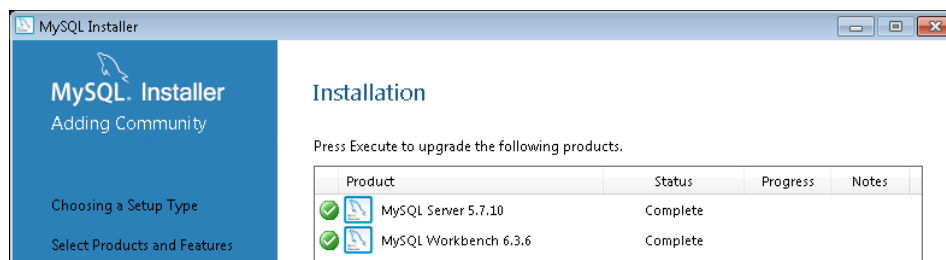 MySQL Installer
MySQL. Installer
Adding Community
Choosing a Setup Type
Select Products and Features
Installation
Press Execute to upgrade the following products.
Product Status Progress Notes
MySQL Server 5.7.10 Complete
MySQL Workbench 6.3.6 Complete